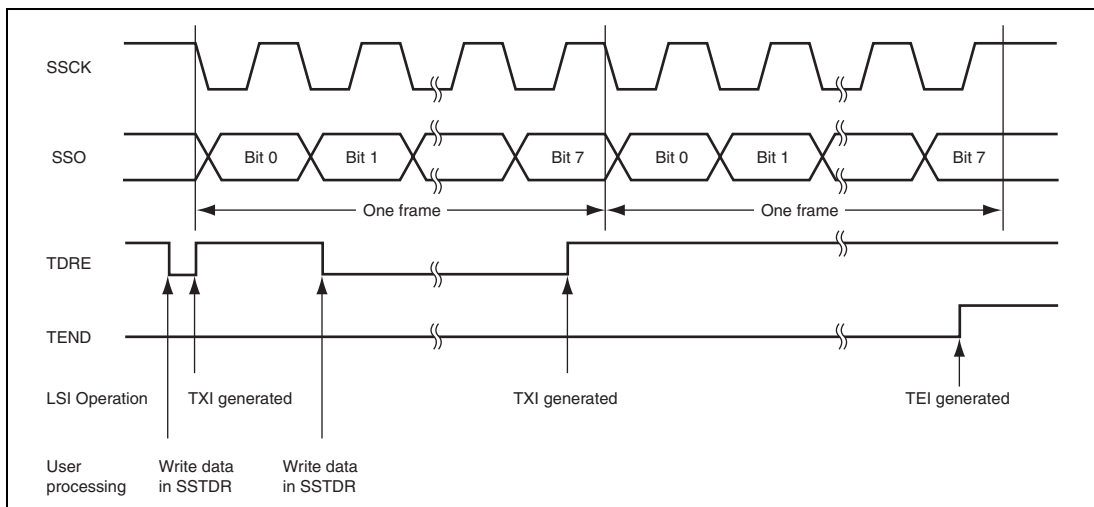 SSCK
SSO
Bit 0
Bit 1
Bit 7
Bit 0
Bit 1
Bit 7
One frame
One frame
TDRE
TEND
LSI Operation
TXI generated
TXI generated
TEI generated
User
processing
Write data
in SSTDR
Write data
in SSTDR